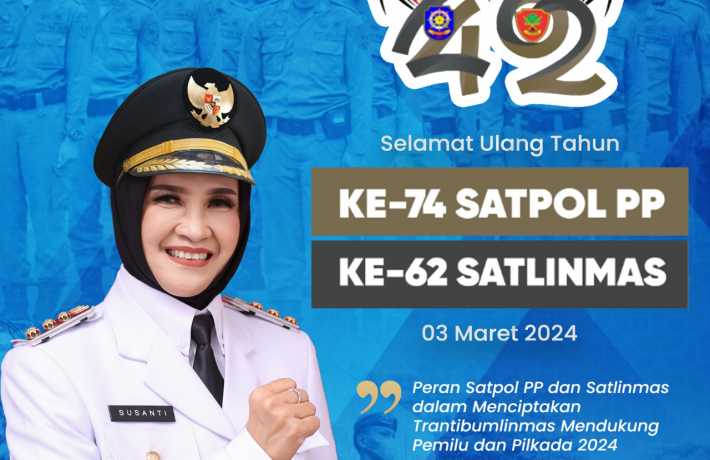 42
Selamat Ulang Tahun
KE-74 SATPOL PP
KE-62 SATLINMAS
03 Maret 2024
Peran Satpol PP dan Satlinmas
dalam Menciptakan
Trantibumlinmas Mendukung
Pemilu dan Pilkada 2024
SUSANTI